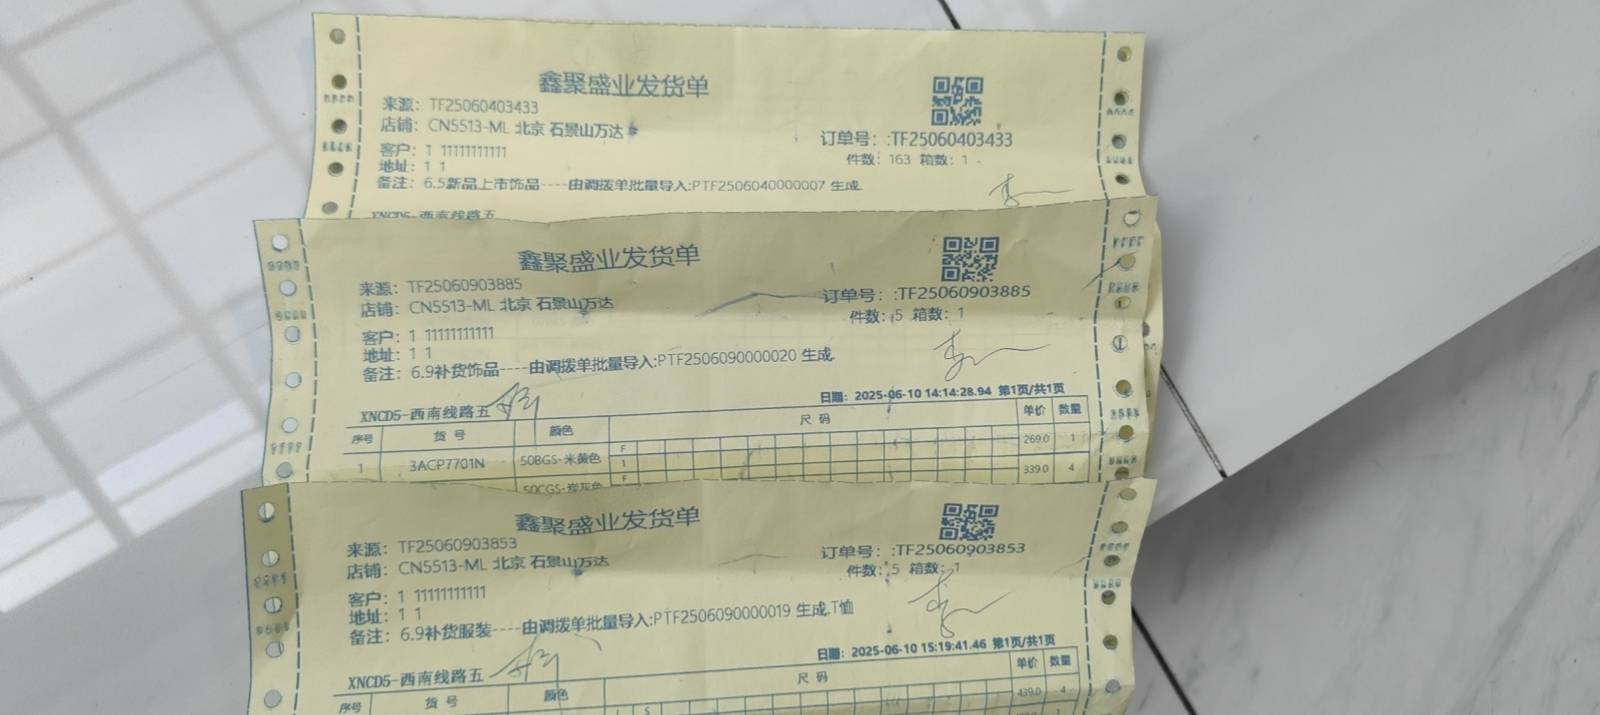 鑫聚盛业发货单
来源：TF25060403433
店铺：CN5513-ML 北京 石景山万达
订单号：:TF25060403433
客户：1 11111111111
件数：163 箱数：1
地址：1 1
备注：6.5新品上市饰品----由调拨单批量导入:PTF2506040000007 生成.
XNCD5-西南线路五
鑫聚盛业发货单
来源：TF25060903885
店铺：CN5513-ML 北京 石景山万达
订单号：:TF25060903885
件数：5 箱数：1
客户：1 11111111111
地址：1 1
备注：6.9补货饰品----由调拨单批量导入:PTF2506090000020 生成.
日期：2025-06-10 14:14:28.94 第1页/共1页
XNCD5-西南线路五
序号 货 号 颜色 尺 码 单价 数量
1 3ACP7701N 50BGS-米黄色 F 1 269.0 1
50CGS-炭灰色 F 339.0 4
鑫聚盛业发货单
来源：TF25060903853
店铺：CN5513-ML 北京 石景山万达
订单号：:TF25060903853
件数：5 箱数：1
客户：1 11111111111
地址：1 1
备注：6.9补货服装----由调拨单批量导入:PTF2506090000019 生成.T恤
日期：2025-06-10 15:19:41.46 第1页/共1页
XNCD5-西南线路五
序号 货 号 颜色 尺 码 单价 数量
L S 439.0 4